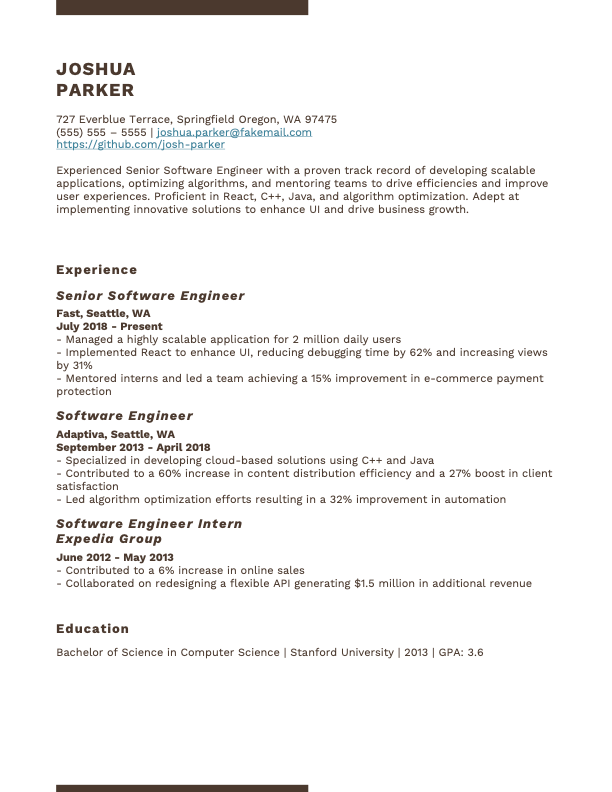 JOSHUA
PARKER
727 Everblue Terrace, Springfield Oregon, WA 97475
(555) 555 – 5555 | joshua.parker@fakemail.com
https://github.com/josh-parker
Experienced Senior Software Engineer with a proven track record of developing scalable
applications, optimizing algorithms, and mentoring teams to drive efficiencies and improve
user experiences. Proficient in React, C++, Java, and algorithm optimization. Adept at
implementing innovative solutions to enhance UI and drive business growth.
Experience
Senior Software Engineer
Fast, Seattle, WA
July 2018 - Present
- Managed a highly scalable application for 2 million daily users
- Implemented React to enhance UI, reducing debugging time by 62% and increasing views
by 31%
- Mentored interns and led a team achieving a 15% improvement in e-commerce payment
protection
Software Engineer
Adaptiva, Seattle, WA
September 2013 - April 2018
- Specialized in developing cloud-based solutions using C++ and Java
- Contributed to a 60% increase in content distribution efficiency and a 27% boost in client
satisfaction
- Led algorithm optimization efforts resulting in a 32% improvement in automation
Software Engineer Intern
Expedia Group
June 2012 - May 2013
- Contributed to a 6% increase in online sales
- Collaborated on redesigning a flexible API generating $1.5 million in additional revenue
Education
Bachelor of Science in Computer Science | Stanford University | 2013 | GPA: 3.6